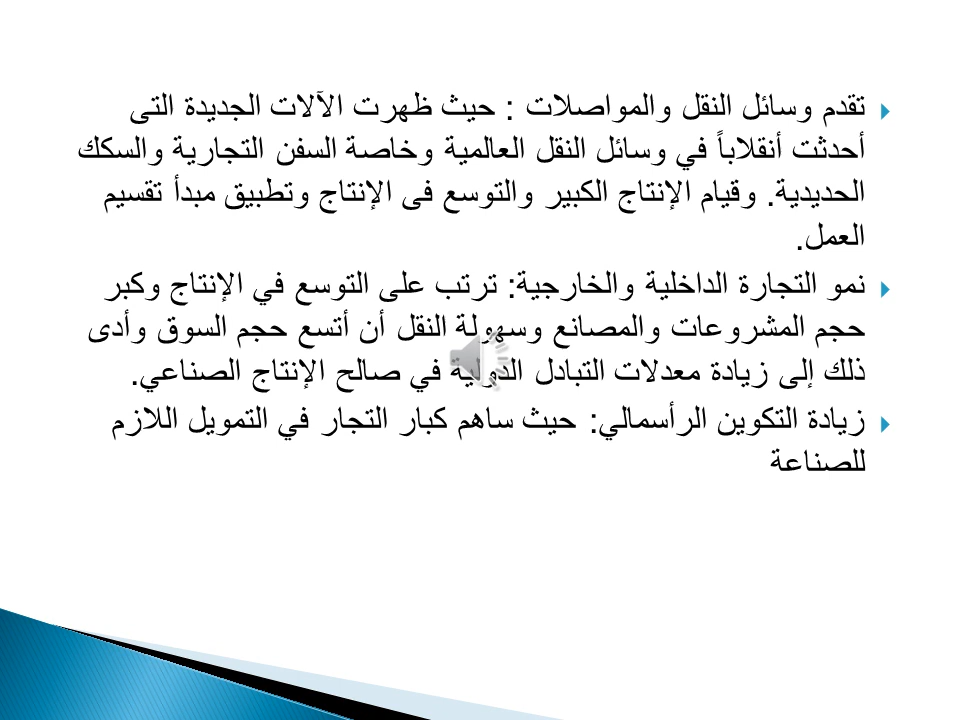 تقدم وسائل النقل والمواصلات : حيث ظهرت الآلات الجديدة التى
أحدثت أنقلاباً في وسائل النقل العالمية وخاصة السفن التجارية والسكك
الحديدية. وقيام الإنتاج الكبير والتوسع فى الإنتاج وتطبيق مبدأ تقسيم
العمل.
نمو التجارة الداخلية والخارجية: ترتب على التوسع في الإنتاج وكبر
حجم المشروعات والمصانع وسهولة النقل أن أتسع حجم السوق وأدى
ذلك إلى زيادة معدلات التبادل الدولية في صالح الإنتاج الصناعي.
زيادة التكوين الرأسمالي: حيث ساهم كبار التجار في التمويل اللازم
للصناعة